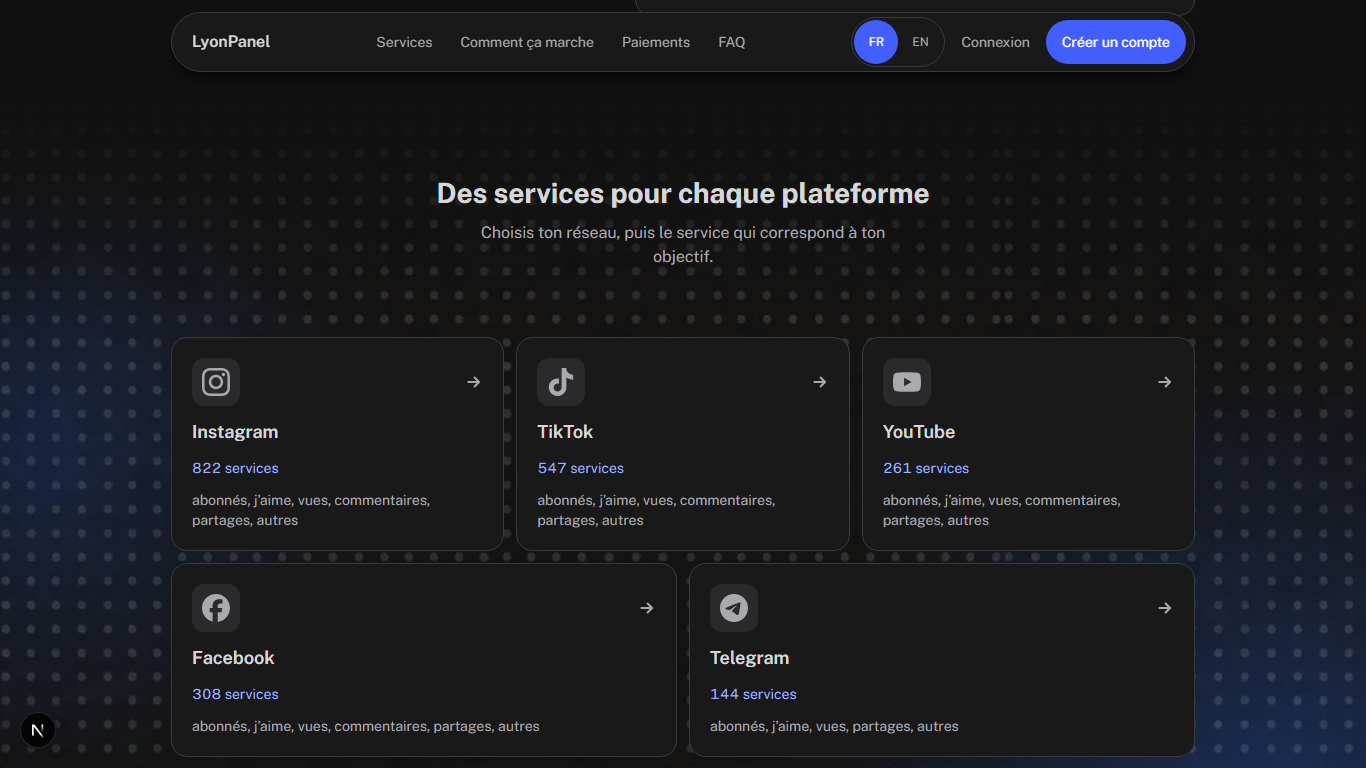 LyonPanel
Services
Comment ça marche
Paiements
FAQ
FR
EN
Connexion
Créer un compte
Des services pour chaque plateforme
Choisis ton réseau, puis le service qui correspond à ton
objectif.
Instagram
822 services
abonnés, j’aime, vues, commentaires,
partages, autres
TikTok
547 services
abonnés, j’aime, vues, commentaires,
partages, autres
YouTube
261 services
abonnés, j’aime, vues, commentaires,
partages, autres
Facebook
308 services
abonnés, j’aime, vues, commentaires, partages, autres
Telegram
144 services
abonnés, j’aime, vues, partages, autres
N